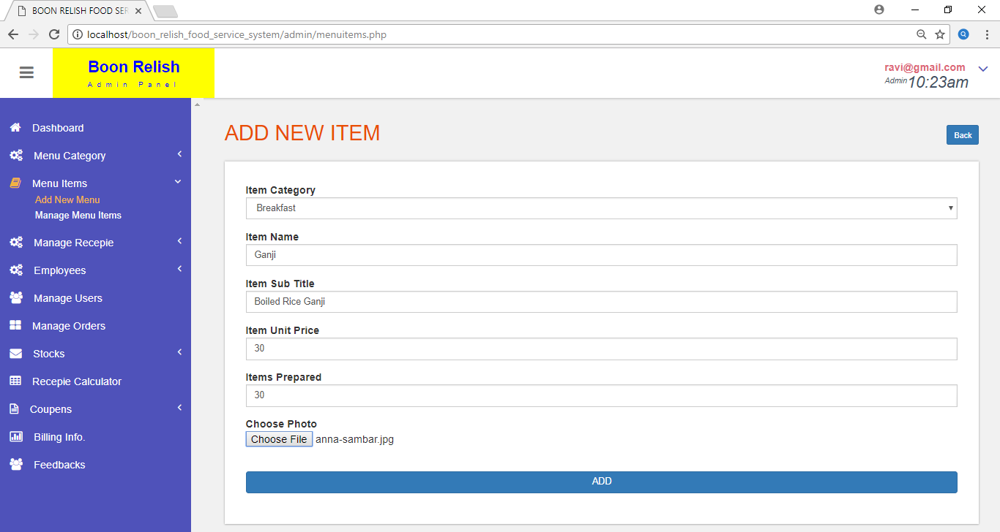 BOON RELISH FOOD SER
localhost/boon_relish_food_service_system/admin/menuitems.php
Boon Relish
Admin Panel
ravi@gmail.com
Admin 10:23am
Dashboard
Menu Category
Menu Items
Add New Menu
Manage Menu Items
Manage Recepie
Employees
Manage Users
Manage Orders
Stocks
Recepie Calculator
Coupens
Billing Info.
Feedbacks
ADD NEW ITEM
Back
Item Category
Breakfast
Item Name
Ganji
Item Sub Title
Boiled Rice Ganji
Item Unit Price
30
Items Prepared
30
Choose Photo
Choose File anna-sambar.jpg
ADD